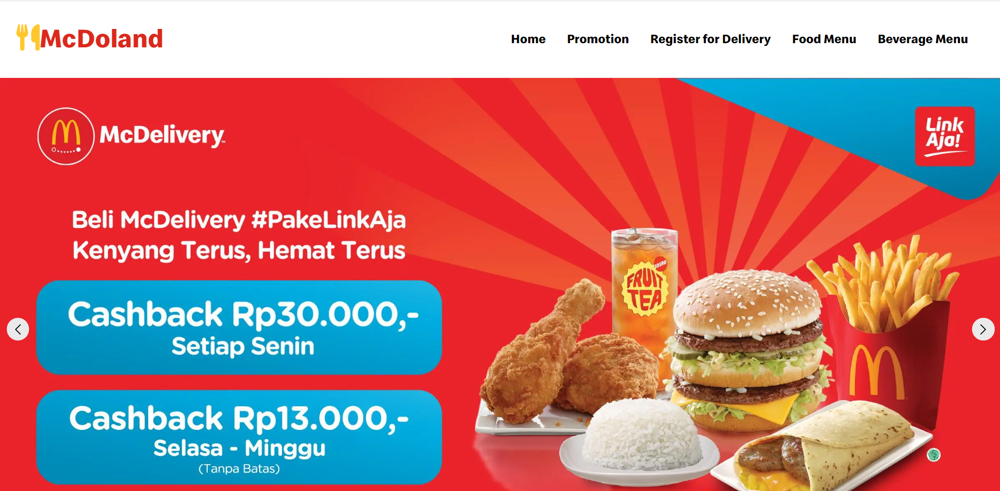 McDoland
Home
Promotion
Register for Delivery
Food Menu
Beverage Menu
McDelivery™
Link
Aja!
Beli McDelivery #PakeLinkAja
Kenyang Terus, Hemat Terus
SOSRO
FRUIT
TEA
Cashback Rp30.000,-
Setiap Senin
Cashback Rp13.000,-
Selasa - Minggu
(Tanpa Batas)